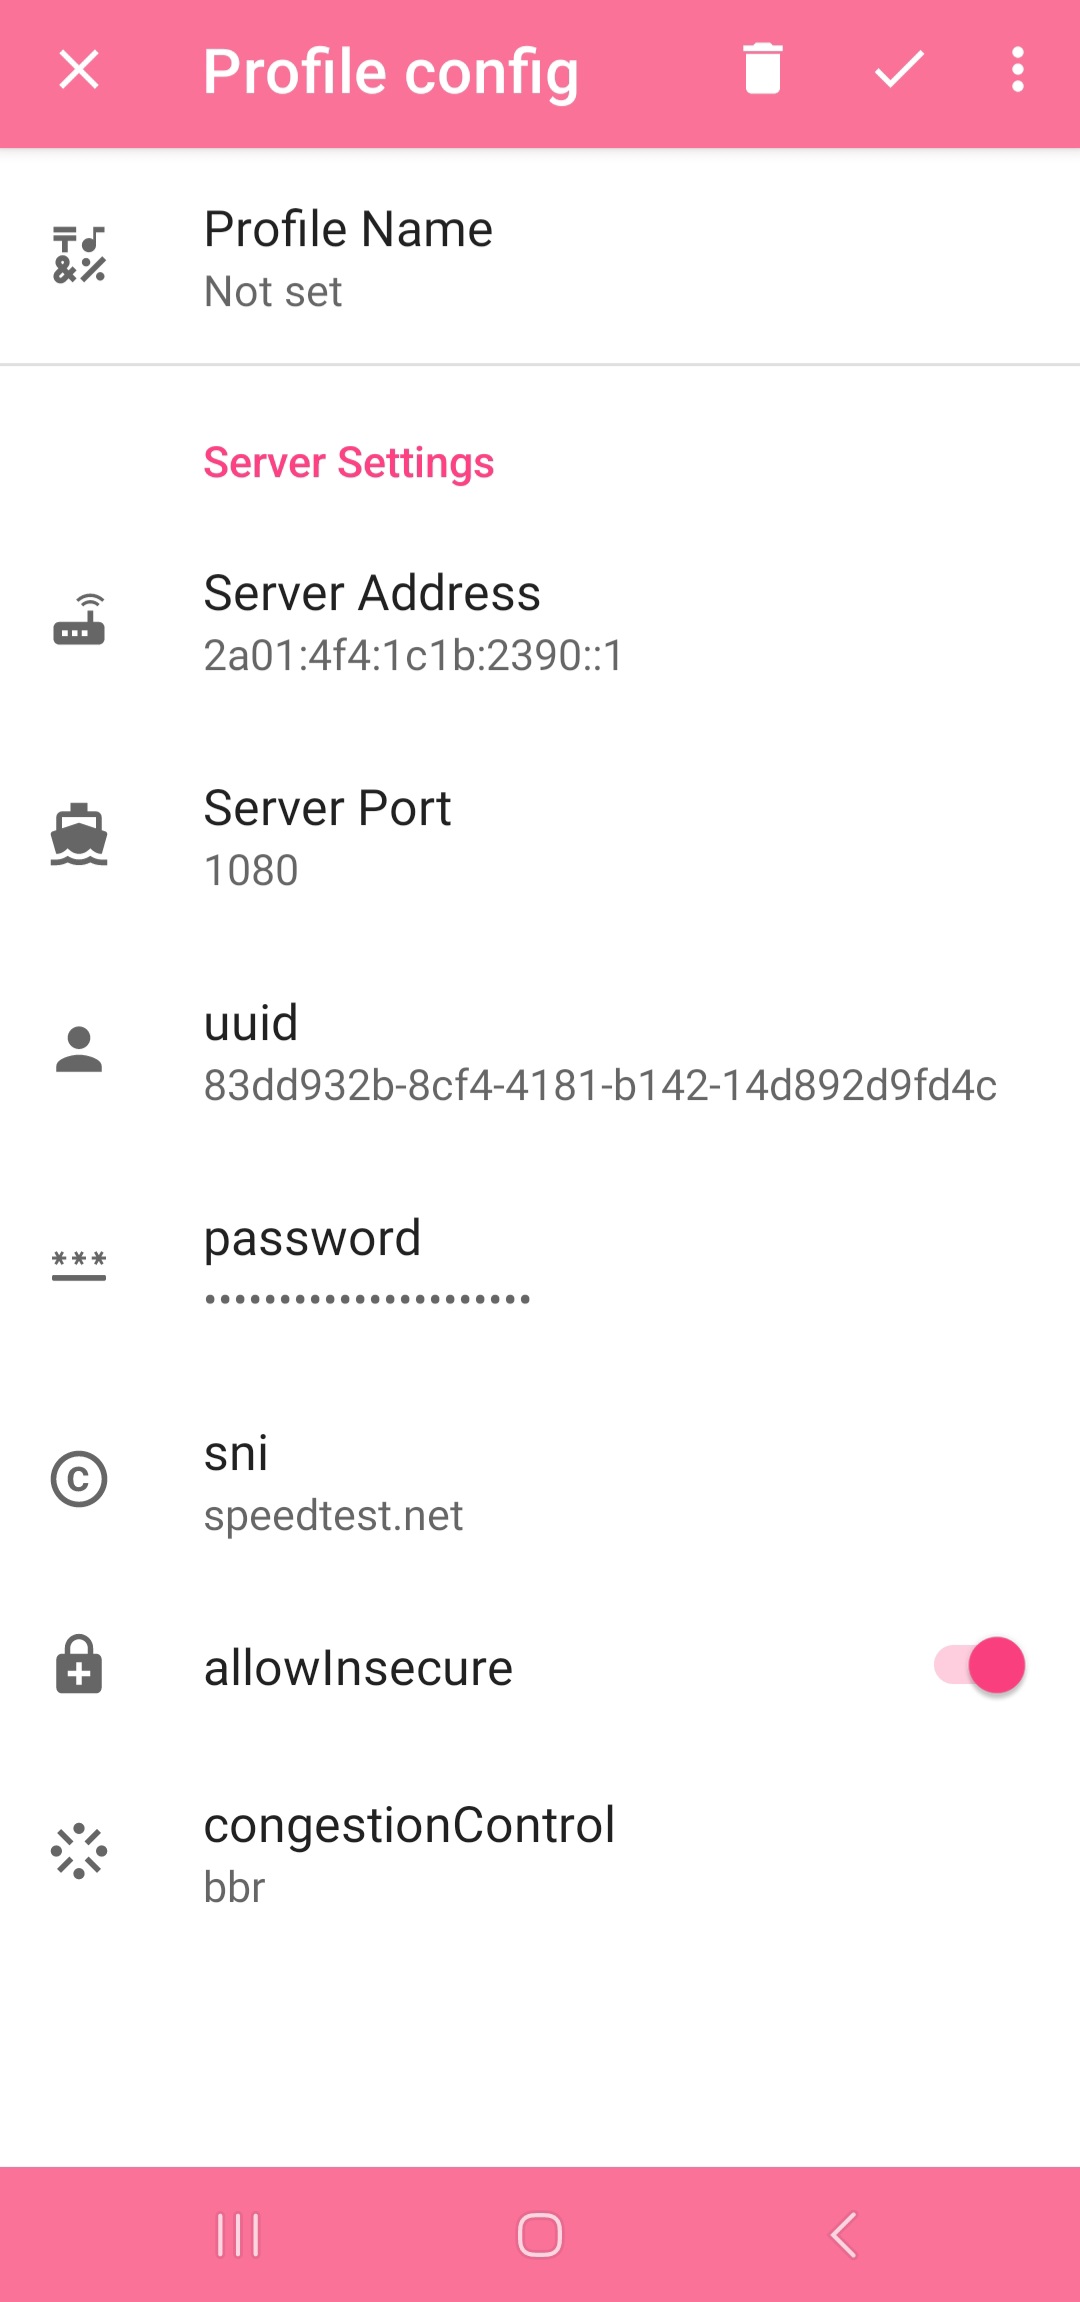 Profile config
Profile Name
Not set
Server Settings
Server Address
2a01:4f4:1c1b:2390::1
Server Port
1080
uuid
83dd932b-8cf4-4181-b142-14d892d9fd4c
password
••••••••••••••••••••••
sni
speedtest.net
allowInsecure
congestionControl
bbr